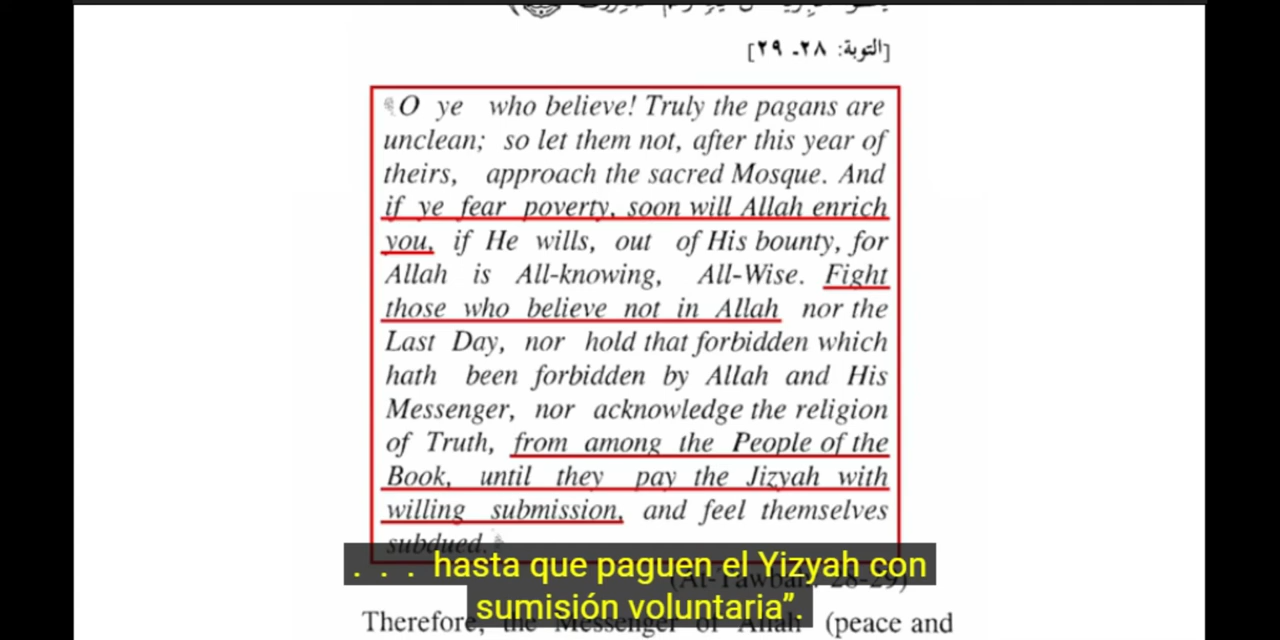 [التوبة: ٢٨- ٢٩]
O ye who believe! Truly the pagans are
unclean; so let them not, after this year of
theirs, approach the sacred Mosque. And
if ye fear poverty, soon will Allah enrich
you, if He wills, out of His bounty, for
Allah is All-knowing, All-Wise. Fight
those who believe not in Allah nor the
Last Day, nor hold that forbidden which
hath been forbidden by Allah and His
Messenger, nor acknowledge the religion
of Truth, from among the People of the
Book, until they pay the Jizyah with
willing submission, and feel themselves
subdued.
. . . hasta que paguen el Yizyah con
sumisión voluntaria”.
(At-Tawbah: 28-29)
Therefore, the Messenger of Allah (peace and